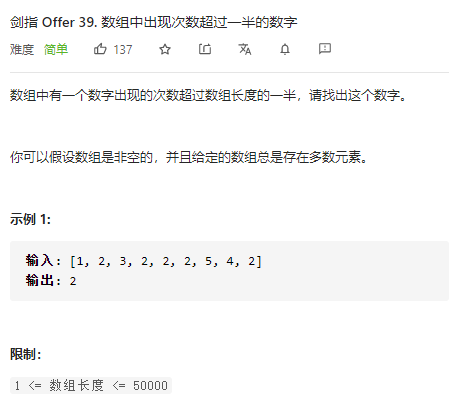 剑指 Offer 39. 数组中出现次数超过一半的数字
难度 简单 137
数组中有一个数字出现的次数超过数组长度的一半，请找出这个数字。
你可以假设数组是非空的，并且给定的数组总是存在多数元素。
示例 1:
输入: [1, 2, 3, 2, 2, 2, 5, 4, 2]
输出: 2
限制：
1 <= 数组长度 <= 50000